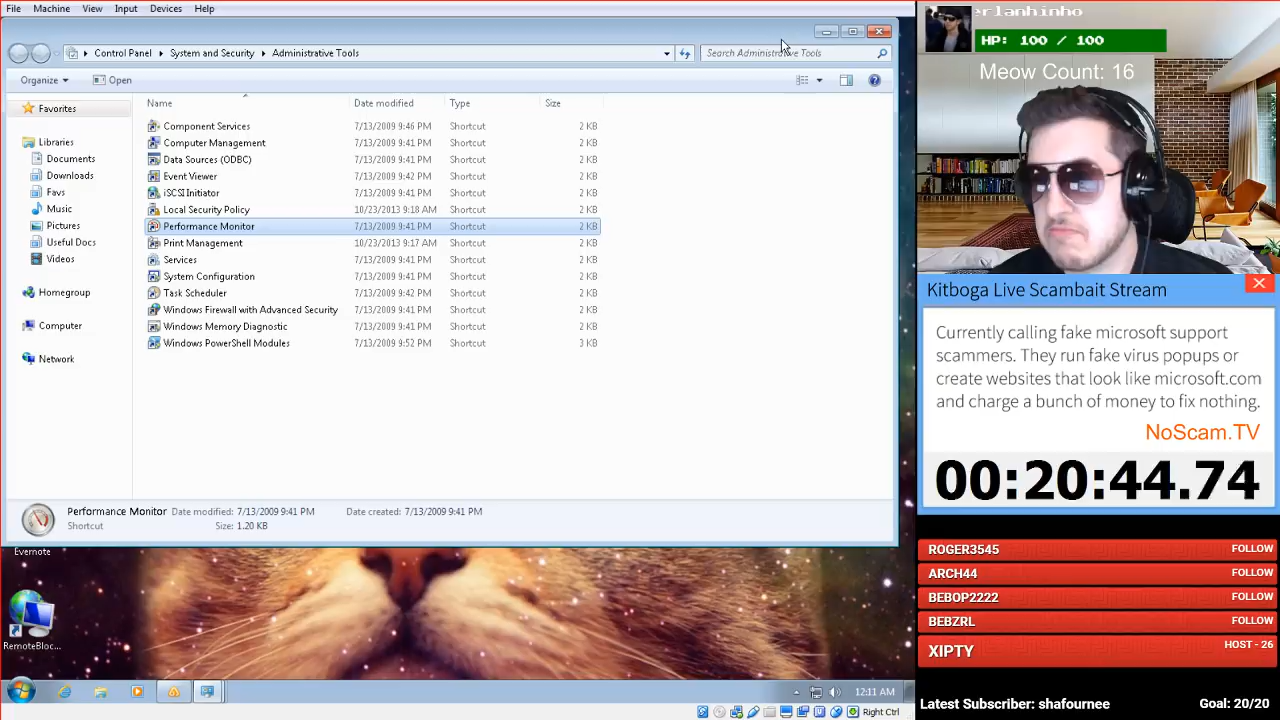 File Machine View Input Devices Help
Control Panel System and Security Administrative Tools
Search Administrative Tools
Organize Open
Name Date modified Type Size
Favorites
Libraries
Documents
Downloads
Favs
Music
Pictures
Useful Docs
Videos
Homegroup
Computer
Network
Component Services 7/13/2009 9:46 PM Shortcut 2 KB
Computer Management 7/13/2009 9:41 PM Shortcut 2 KB
Data Sources (ODBC) 7/13/2009 9:41 PM Shortcut 2 KB
Event Viewer 7/13/2009 9:42 PM Shortcut 2 KB
iSCSI Initiator 7/13/2009 9:41 PM Shortcut 2 KB
Local Security Policy 10/23/2013 9:18 AM Shortcut 2 KB
Performance Monitor 7/13/2009 9:41 PM Shortcut 2 KB
Print Management 10/23/2013 9:17 AM Shortcut 2 KB
Services 7/13/2009 9:41 PM Shortcut 2 KB
System Configuration 7/13/2009 9:41 PM Shortcut 2 KB
Task Scheduler 7/13/2009 9:42 PM Shortcut 2 KB
Windows Firewall with Advanced Security 7/13/2009 9:41 PM Shortcut 2 KB
Windows Memory Diagnostic 7/13/2009 9:41 PM Shortcut 2 KB
Windows PowerShell Modules 7/13/2009 9:52 PM Shortcut 3 KB
Performance Monitor Date modified: 7/13/2009 9:41 PM Date created: 7/13/2009 9:41 PM
Shortcut Size: 1.20 KB
Evernote
RemoteBloc...
12:11 AM
Right Ctrl
HP: 100 / 100
Meow Count: 16
Kitboga Live Scambait Stream
Currently calling fake microsoft support
scammers. They run fake virus popups or
create websites that look like microsoft.com
and charge a bunch of money to fix nothing.
NoScam.TV
00:20:44.74
ROGER3545 FOLLOW
ARCH44 FOLLOW
BEBOP2222 FOLLOW
BEBZRL FOLLOW
XIPTY HOST - 26
Latest Subscriber: shafournee Goal: 20/20